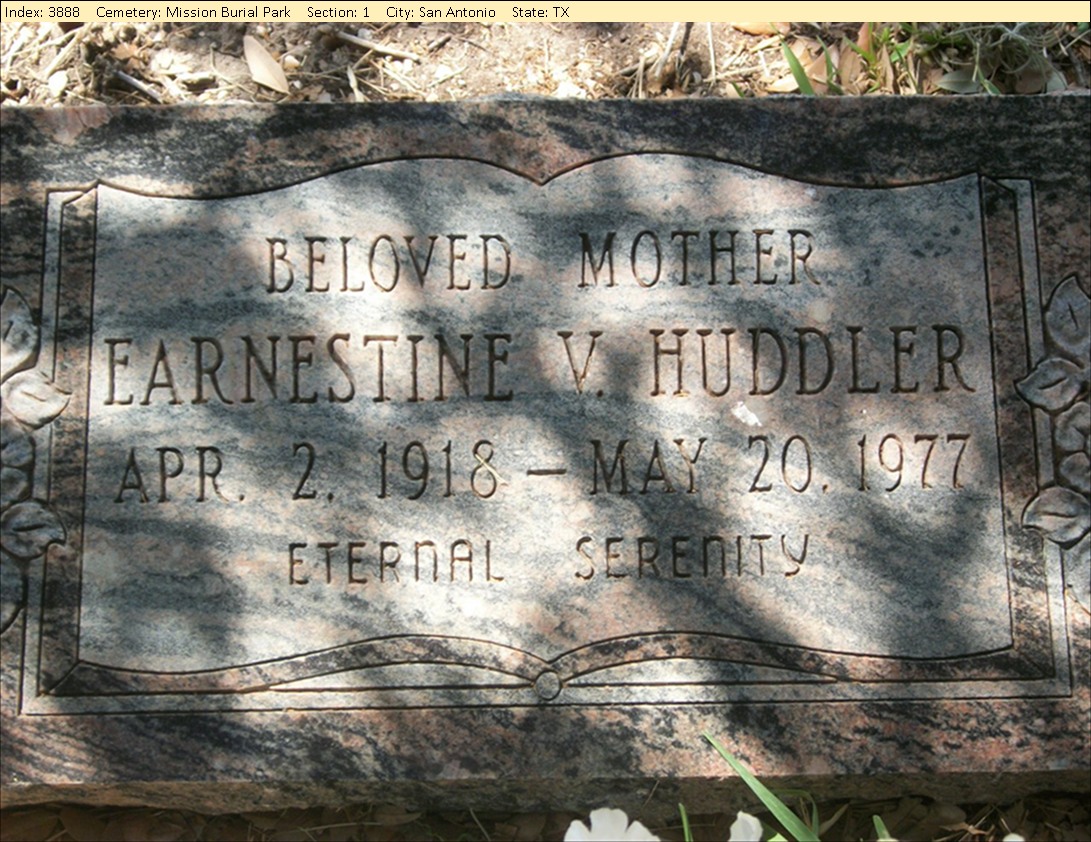 Index: 3888 Cemetery: Mission Burial Park Section: 1 City: San Antonio State: TX
BELOVED MOTHER
EARNESTINE V. HUDDLER
APR. 2, 1918 — MAY 20, 1977
ETERNAL SERENITY